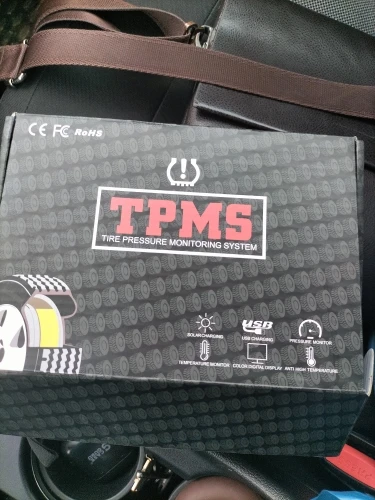 CE FC RoHS
TPMS
TIRE PRESSURE MONITORING SYSTEM
SOLAR CHARGING
USB
USB CHARGING
PRESSURE MONITOR
TEMPERATURE MONITOR
COLOR DIGITAL DISPLAY
ANTI HIGH TEMPERATURE